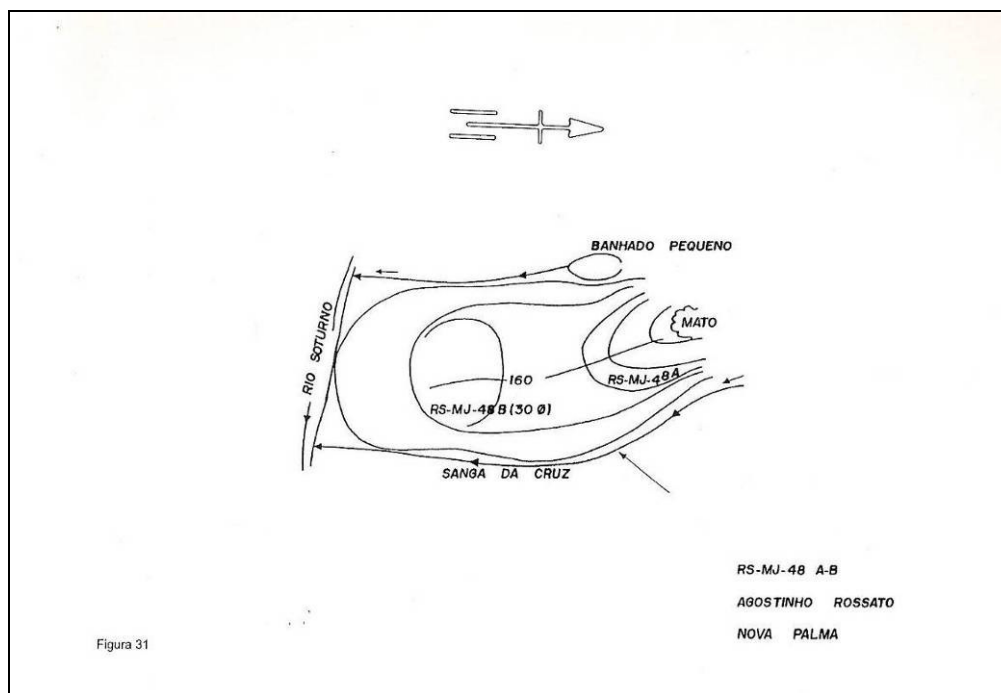 BANHADO PEQUENO
RIO SOTURNO
MATO
RS-MJ-48A
160
RS-MJ-48B(30 Ø)
SANGA DA CRUZ
RS-MJ-48 A-B
AGOSTINHO ROSSATO
NOVA PALMA
Figura 31